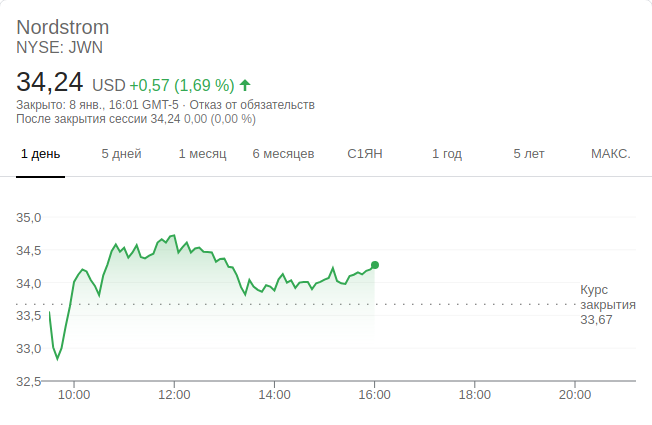 Nordstrom
NYSE: JWN
34,24 USD +0,57 (1,69 %)
Закрыто: 8 янв., 16:01 GMT-5 · Отказ от обязательств
После закрытия сессии 34,24 0,00 (0,00 %)
1 день 5 дней 1 месяц 6 месяцев С1ЯН 1 год 5 лет МАКС.
35,0
34,5
34,0
33,5
33,0
32,5
Курс
закрытия
33,67
10:00 12:00 14:00 16:00 18:00 20:00